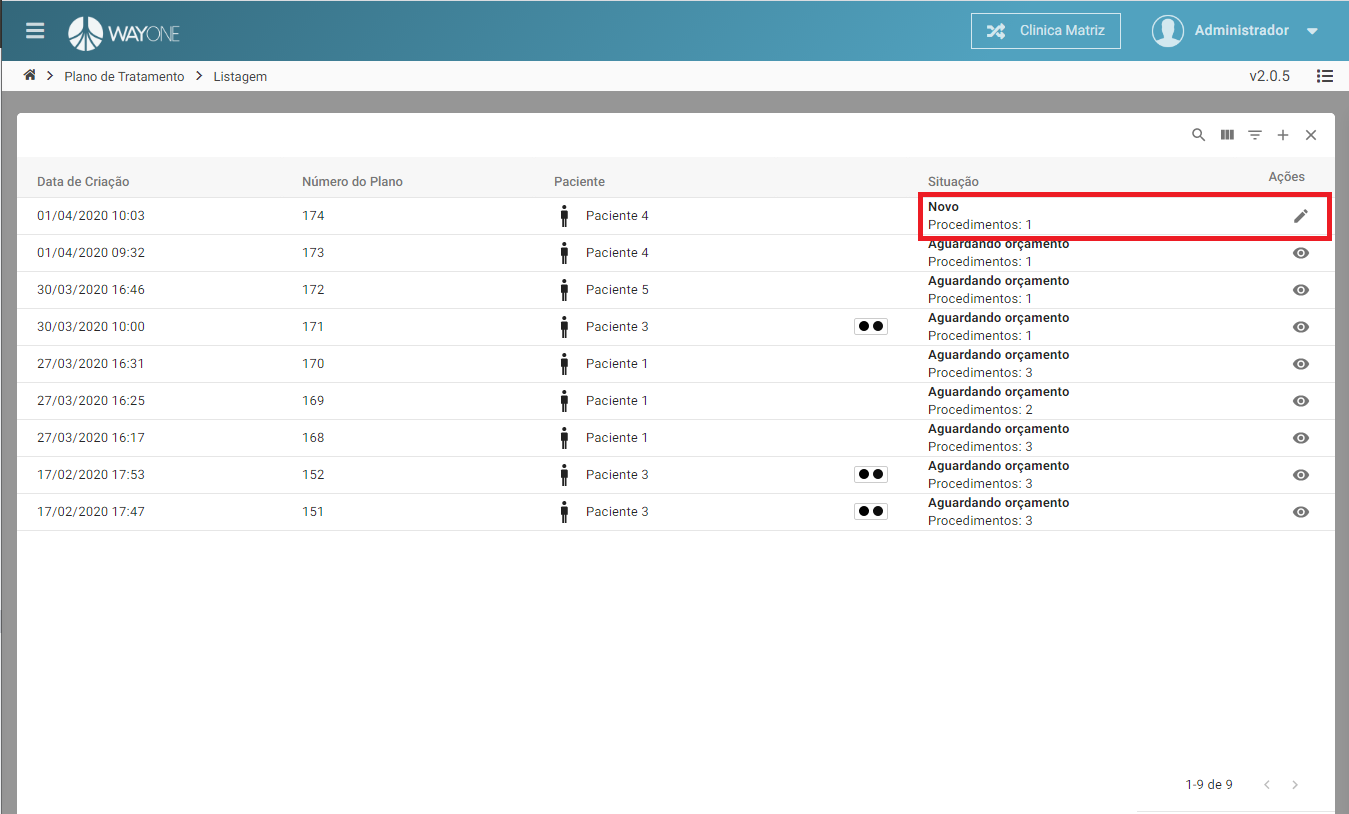 WAYONE
Clinica Matriz
Administrador
Plano de Tratamento
Listagem
v2.0.5
Data de Criação Número do Plano Paciente Situação Ações
01/04/2020 10:03 174 Paciente 4 Novo
Procedimentos: 1
01/04/2020 09:32 173 Paciente 4 Aguardando orçamento
Procedimentos: 1
30/03/2020 16:46 172 Paciente 5 Aguardando orçamento
Procedimentos: 1
30/03/2020 10:00 171 Paciente 3 Aguardando orçamento
Procedimentos: 1
27/03/2020 16:31 170 Paciente 1 Aguardando orçamento
Procedimentos: 3
27/03/2020 16:25 169 Paciente 1 Aguardando orçamento
Procedimentos: 2
27/03/2020 16:17 168 Paciente 1 Aguardando orçamento
Procedimentos: 3
17/02/2020 17:53 152 Paciente 3 Aguardando orçamento
Procedimentos: 3
17/02/2020 17:47 151 Paciente 3 Aguardando orçamento
Procedimentos: 3
1-9 de 9